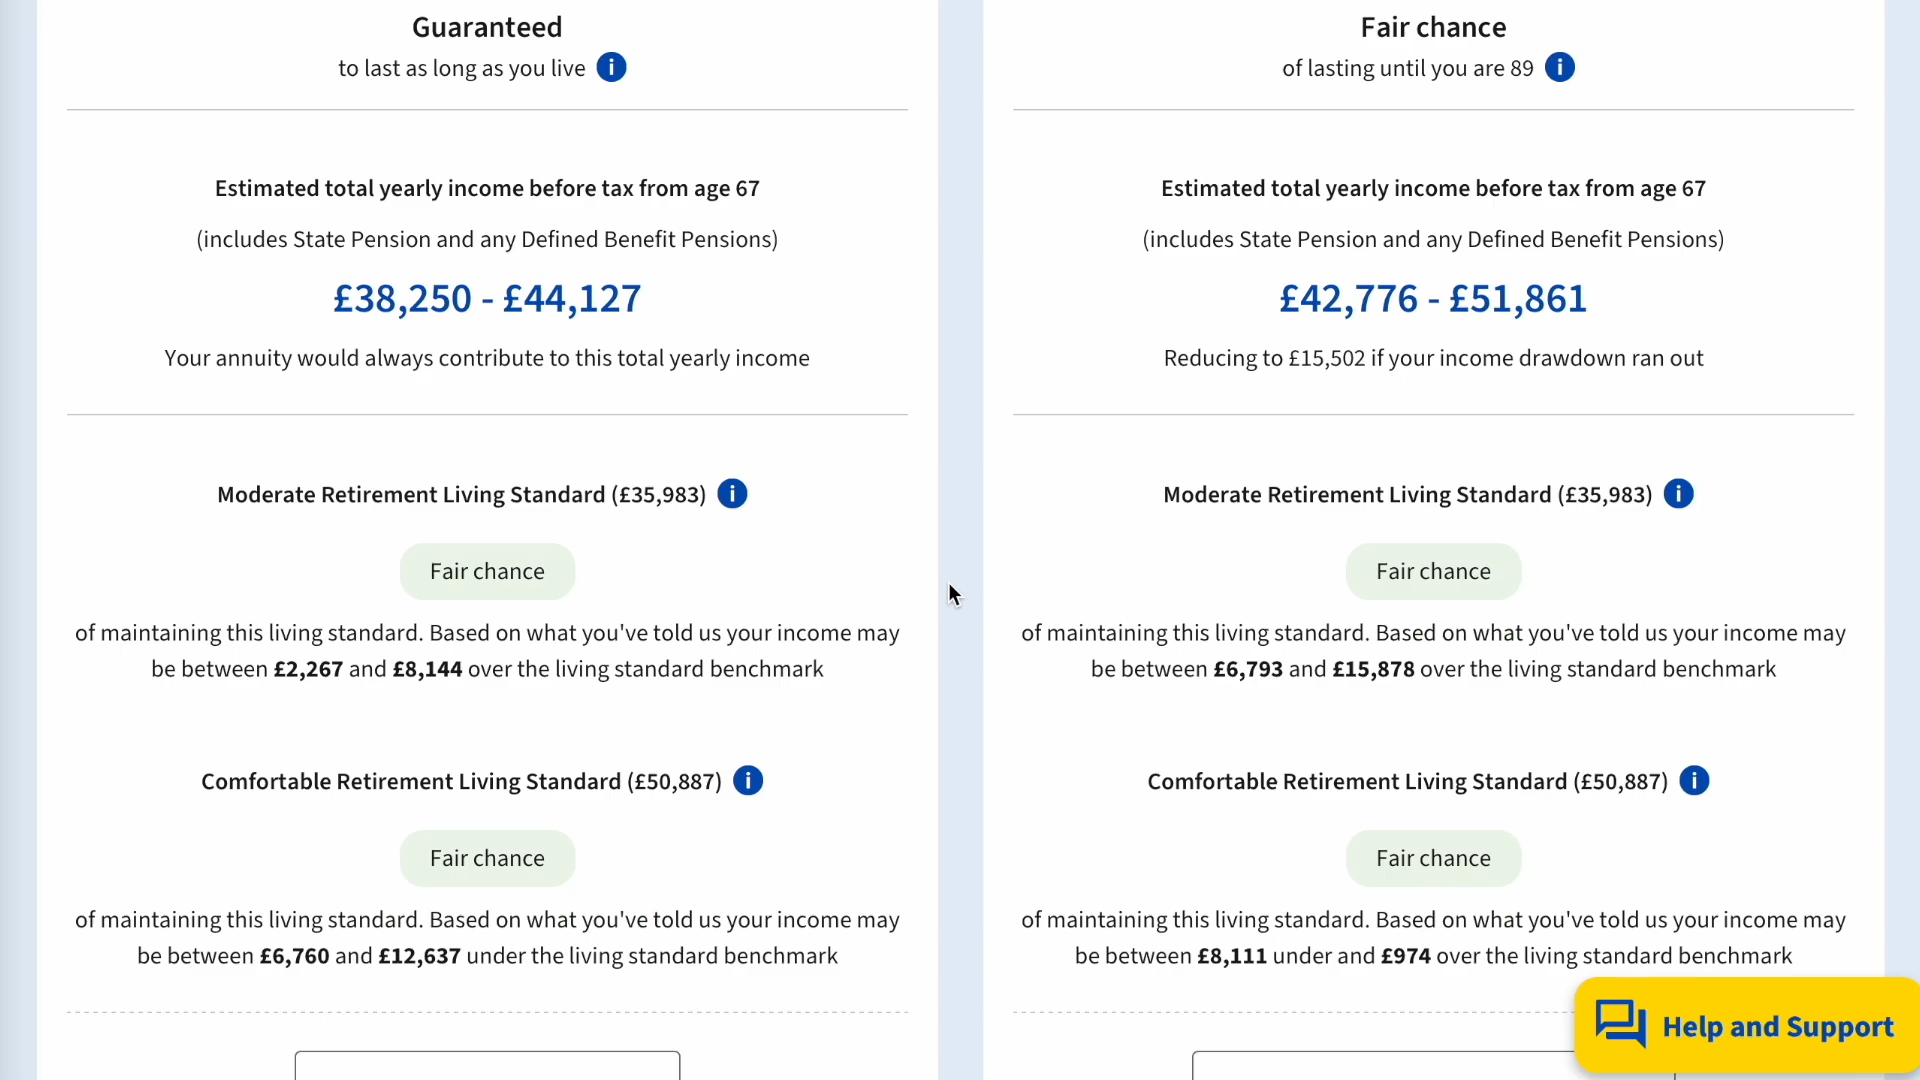 Guaranteed
to last as long as you live
Estimated total yearly income before tax from age 67
(includes State Pension and any Defined Benefit Pensions)
£38,250 - £44,127
Your annuity would always contribute to this total yearly income
Moderate Retirement Living Standard (£35,983)
Fair chance
of maintaining this living standard. Based on what you've told us your income may
be between £2,267 and £8,144 over the living standard benchmark
Comfortable Retirement Living Standard (£50,887)
Fair chance
of maintaining this living standard. Based on what you've told us your income may
be between £6,760 and £12,637 under the living standard benchmark
Fair chance
of lasting until you are 89
Estimated total yearly income before tax from age 67
(includes State Pension and any Defined Benefit Pensions)
£42,776 - £51,861
Reducing to £15,502 if your income drawdown ran out
Moderate Retirement Living Standard (£35,983)
Fair chance
of maintaining this living standard. Based on what you've told us your income may
be between £6,793 and £15,878 over the living standard benchmark
Comfortable Retirement Living Standard (£50,887)
Fair chance
of maintaining this living standard. Based on what you've told us your income may
be between £8,111 under and £974 over the living standard benchmark
Help and Support